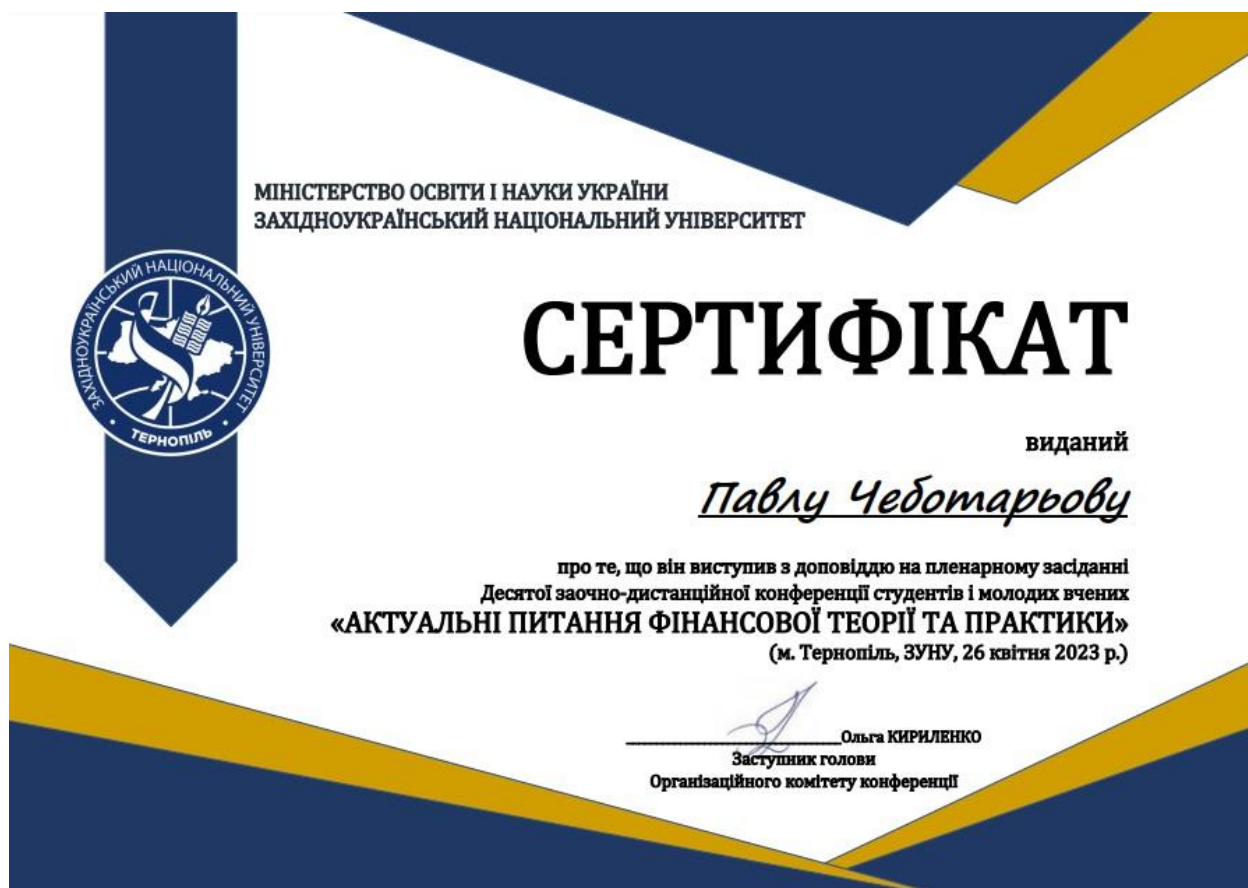 МІНІСТЕРСТВО ОСВІТИ І НАУКИ УКРАЇНИ
ЗАХІДНОУКРАЇНСЬКИЙ НАЦІОНАЛЬНИЙ УНІВЕРСИТЕТ
ЗАХІДНОУКРАЇНСЬКИЙ НАЦІОНАЛЬНИЙ УНІВЕРСИТЕТ
ТЕРНОПІЛЬ
СЕРТИФІКАТ
виданий
Павлу Чеботарьову
про те, що він виступив з доповіддю на пленарному засіданні
Десятої заочно-дистанційної конференції студентів і молодих вчених
«АКТУАЛЬНІ ПИТАННЯ ФІНАНСОВОЇ ТЕОРІЇ ТА ПРАКТИКИ»
(м. Тернопіль, ЗУНУ, 26 квітня 2023 р.)
Ольга КИРИЛЕНКО
Заступник голови
Організаційного комітету конференції